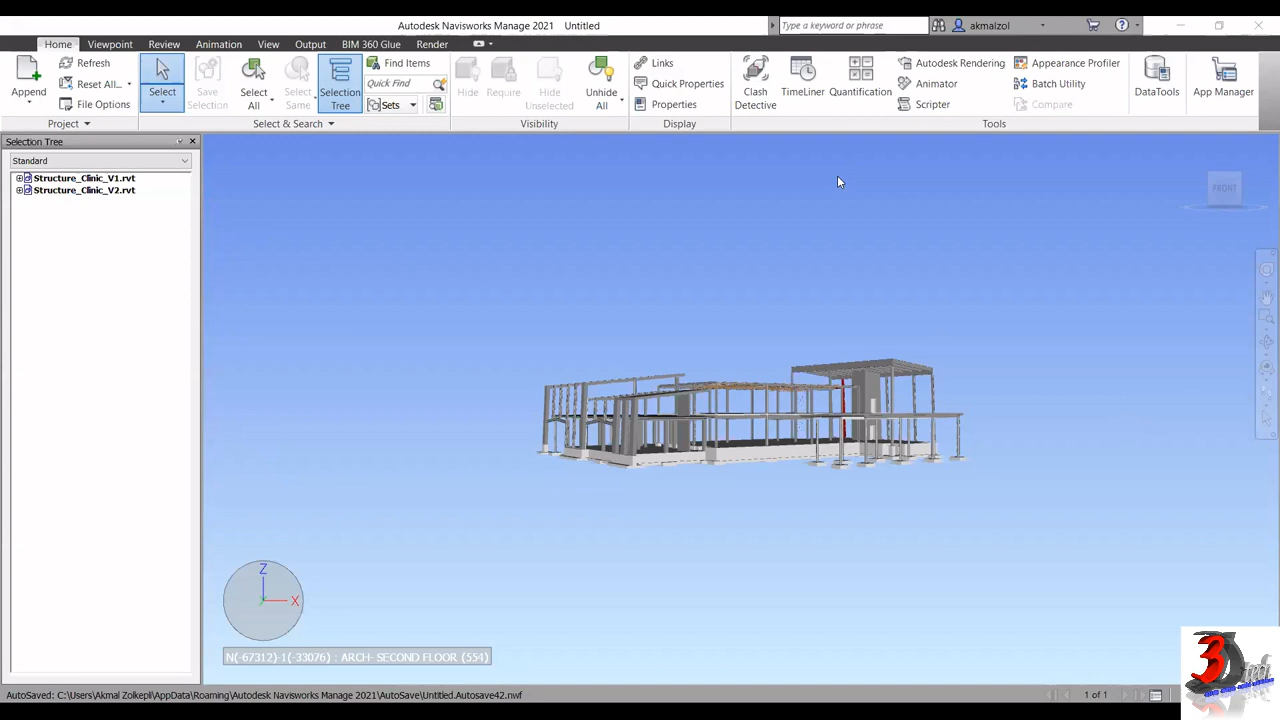 Autodesk Navisworks Manage 2021 Untitled
Type a keyword or phrase
akmalzol
Home Viewpoint Review Animation View Output BIM 360 Glue Render
Append
Refresh
Reset All...
File Options
Project
Select
Save Selection
Select All
Select Same
Selection Tree
Find Items
Quick Find
Sets
Select & Search
Hide
Require
Hide Unselected
Unhide All
Visibility
Links
Quick Properties
Properties
Display
Clash Detective
TimeLiner
Quantification
Autodesk Rendering
Animator
Scripter
Appearance Profiler
Batch Utility
Compare
Tools
DataTools
App Manager
Selection Tree
Standard
Structure_Clinic_V1.rvt
Structure_Clinic_V2.rvt
FRONT
Z
X
N(-67312)-1(-33076) : ARCH- SECOND FLOOR (554)
3
AutoSaved: C:\Users\Akmal Zolkepli\AppData\Roaming\Autodesk Navisworks Manage 2021\AutoSave\Untitled.Autosave42.nwf
1 of 1